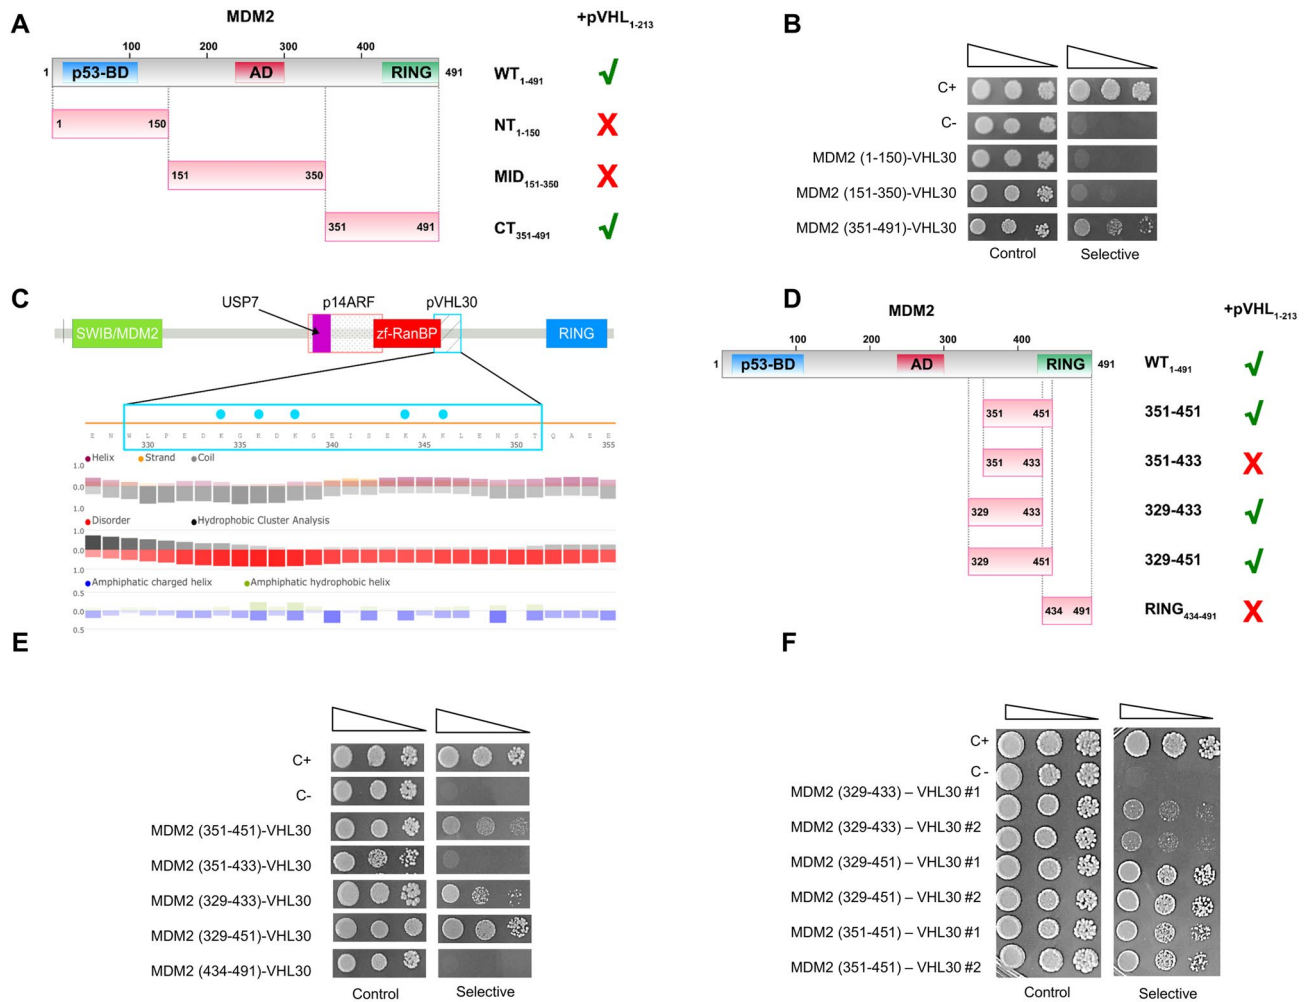 A
MDM2
+pVHL1-213
100 200 300 400
1 p53-BD AD RING 491
WT1-491 √
1 150
NT1-150 X
151 350
MID151-350 X
351 491
CT351-491 √
B
C+
C-
MDM2 (1-150)-VHL30
MDM2 (151-350)-VHL30
MDM2 (351-491)-VHL30
Control Selective
C
USP7 p14ARF pVHL30
SWIB/MDM2 zf-RanBP RING
E N W L P E D K G K D K G E I S E K A K L E N S T Q A E E
330 335 340 345 350 355
Helix Strand Coil
1.0
0.0
1.0
Disorder Hydrophobic Cluster Analysis
1.0
0.0
1.0
Amphiphatic charged helix Amphiphatic hydrophobic helix
0.5
0.0
0.5
D
MDM2
+pVHL1-213
100 200 300 400
1 p53-BD AD RING 491
WT1-491 √
351 451
351-451 √
351 433
351-433 X
329 433
329-433 √
329 451
329-451 √
434 491
RING434-491 X
E
C+
C-
MDM2 (351-451)-VHL30
MDM2 (351-433)-VHL30
MDM2 (329-433)-VHL30
MDM2 (329-451)-VHL30
MDM2 (434-491)-VHL30
Control Selective
F
C+
C-
MDM2 (329-433) – VHL30 #1
MDM2 (329-433) – VHL30 #2
MDM2 (329-451) – VHL30 #1
MDM2 (329-451) – VHL30 #2
MDM2 (351-451) – VHL30 #1
MDM2 (351-451) – VHL30 #2
Control Selective